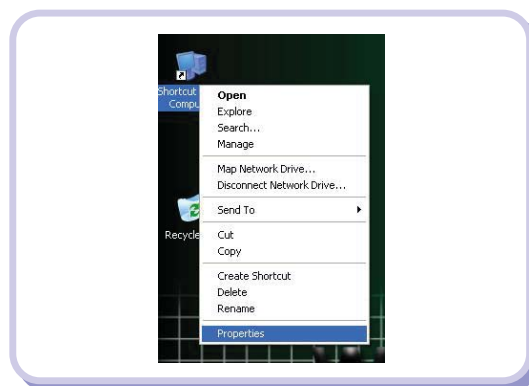 Shortcut
Compu
Open
Explore
Search...
Manage
Map Network Drive...
Disconnect Network Drive...
Send To
Recycle
Cut
Copy
Create Shortcut
Delete
Rename
Properties